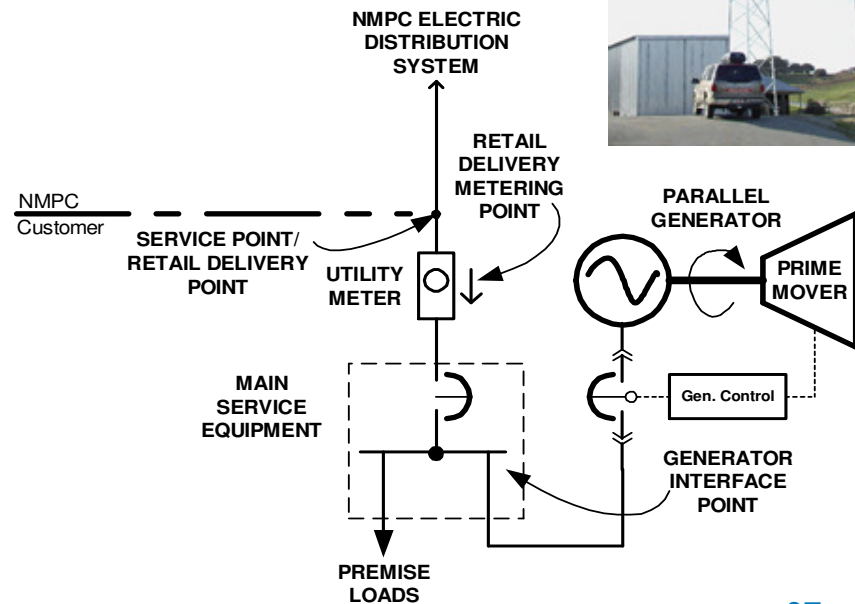 NMPC ELECTRIC
DISTRIBUTION
SYSTEM
RETAIL
DELIVERY
METERING
POINT
NMPC
Customer
SERVICE POINT/
RETAIL DELIVERY
POINT
UTILITY
METER
PARALLEL
GENERATOR
PRIME
MOVER
MAIN
SERVICE
EQUIPMENT
Gen. Control
GENERATOR
INTERFACE
POINT
PREMISE
LOADS